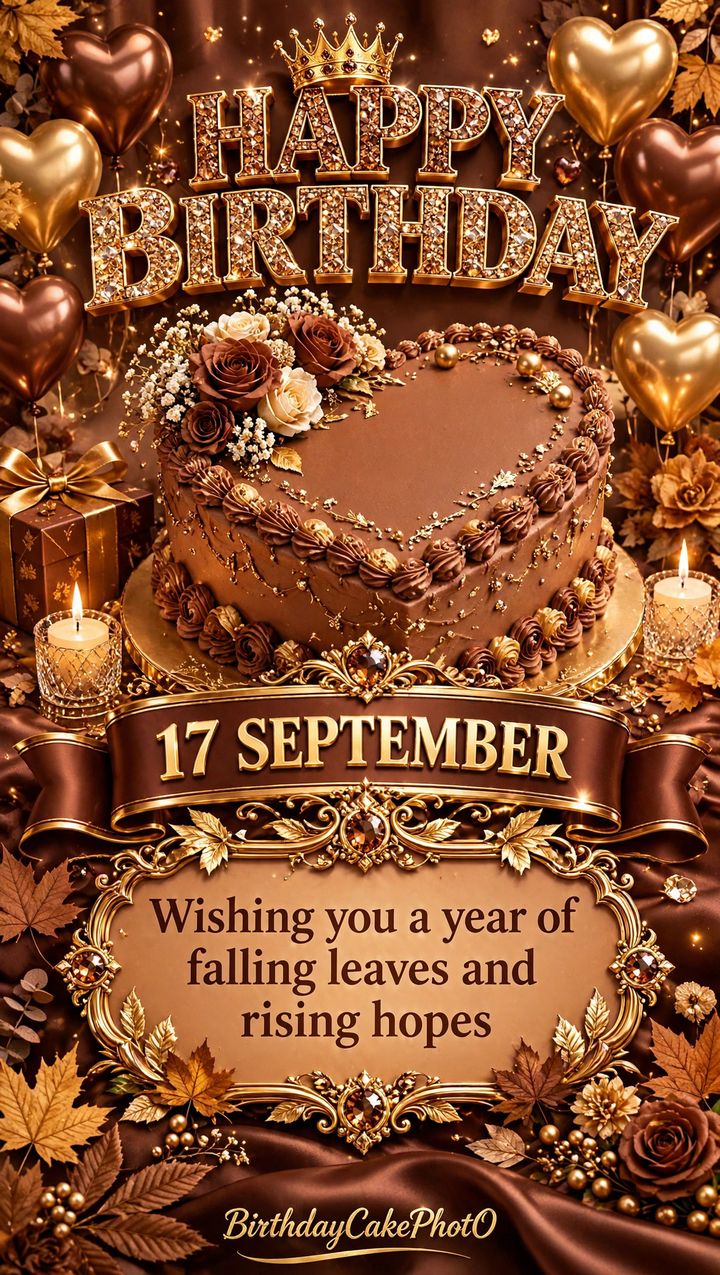 HAPPY
BIRTHDAY
17 SEPTEMBER
Wishing you a year of
falling leaves and
rising hopes
BirthdayCakePhotO